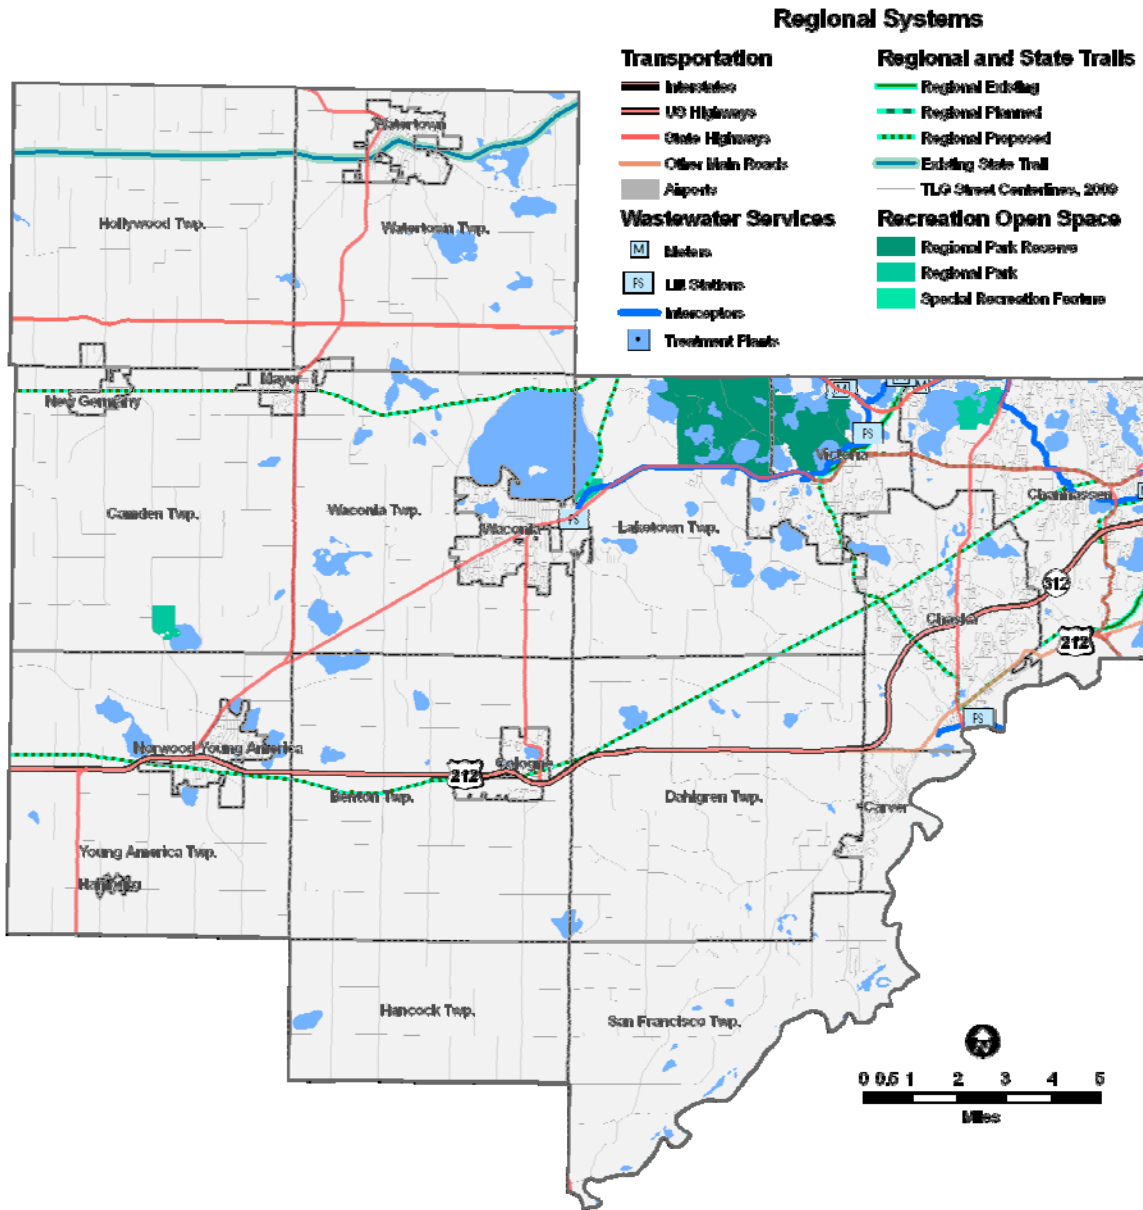 Regional Systems
Transportation
Interstates
US Highways
State Highways
Other Main Roads
Airports
Wastewater Services
M Meters
PS Lift Stations
Interceptors
Treatment Plants
Regional and State Trails
Regional Existing
Regional Planned
Regional Proposed
Existing State Trail
TLG Street Centerlines, 2009
Recreation Open Space
Regional Park Reserve
Regional Park
Special Recreation Feature
Watertown
Hollywood Twp.
Watertown Twp.
Mayer
New Germany
M
M
PS
Victoria
Chanhassen
M
Camden Twp.
Waconia Twp.
Waconia
PS
Laketown Twp.
312
Chaska
212
PS
Norwood Young America
Cologne
212
Benton Twp.
Dahlgren Twp.
Carver
Young America Twp.
Hamburg
Hancock Twp.
San Francisco Twp.
N
0 0.5 1 2 3 4 5
Miles